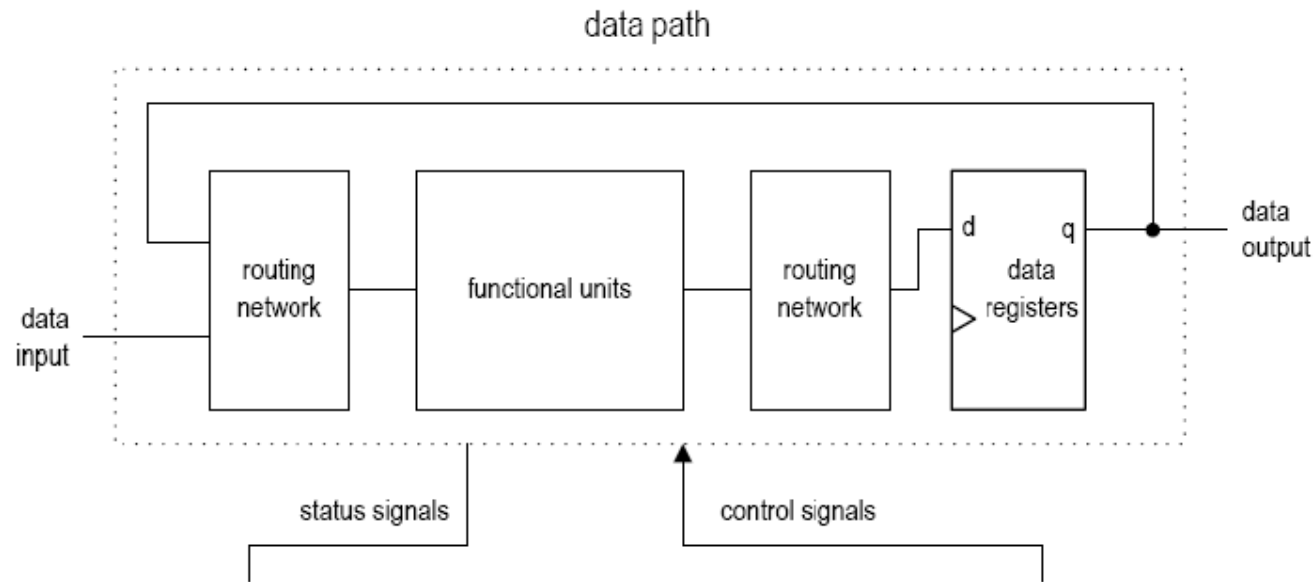 data path
data
input
routing
network
functional units
routing
network
d
q
data
registers
data
output
status signals
control signals